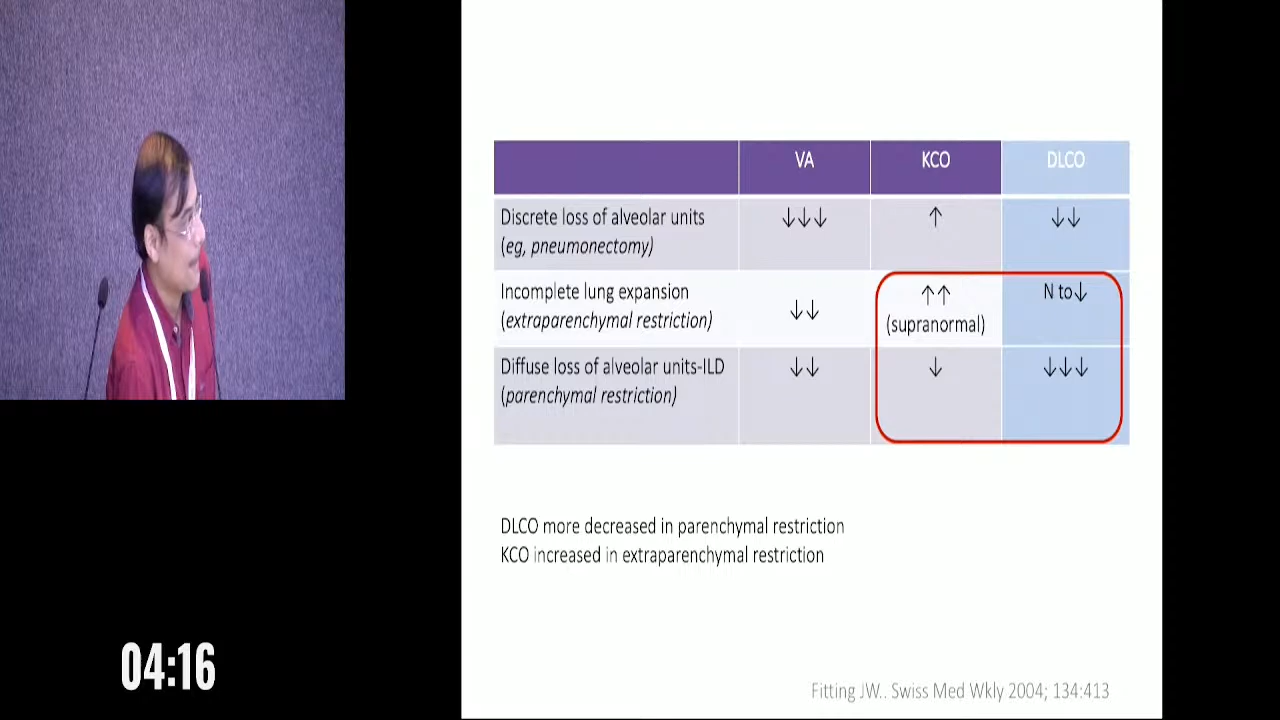 VA KCO DLCO
Discrete loss of alveolar units ↓↓↓ ↑ ↓↓
(eg, pneumonectomy)
Incomplete lung expansion ↓↓ ↑↑ N to↓
(extraparenchymal restriction) (supranormal)
Diffuse loss of alveolar units-ILD ↓↓ ↓ ↓↓↓
(parenchymal restriction)
DLCO more decreased in parenchymal restriction
KCO increased in extraparenchymal restriction
Fitting JW.. Swiss Med Wkly 2004; 134:413
04:16